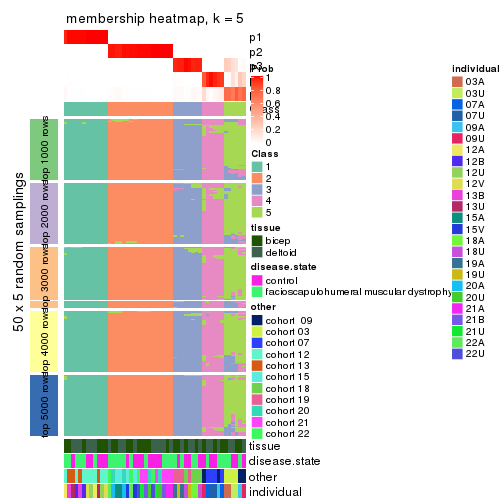 membership heatmap, k = 5
p1
p2
p3
Prob
1
0.8
0.6
0.4
0.2
0
Class
1
2
3
4
5
tissue
bicep
deltoid
disease.state
control
facioscapulohumeral muscular dystrophy
other
cohort 09
cohort 03
cohort 07
cohort 12
cohort 13
cohort 15
cohort 18
cohort 19
cohort 20
cohort 21
cohort 22
individual
03A
03U
07A
07U
09A
09U
12A
12B
12U
12V
13B
13U
15A
15V
18A
18U
19A
19U
20A
20U
21A
21B
21U
22A
22U
50 x 5 random samplings
top 1000 rows
top 2000 rows
top 3000 rows
top 4000 rows
top 5000 rows
tissue
disease.state
other
individual